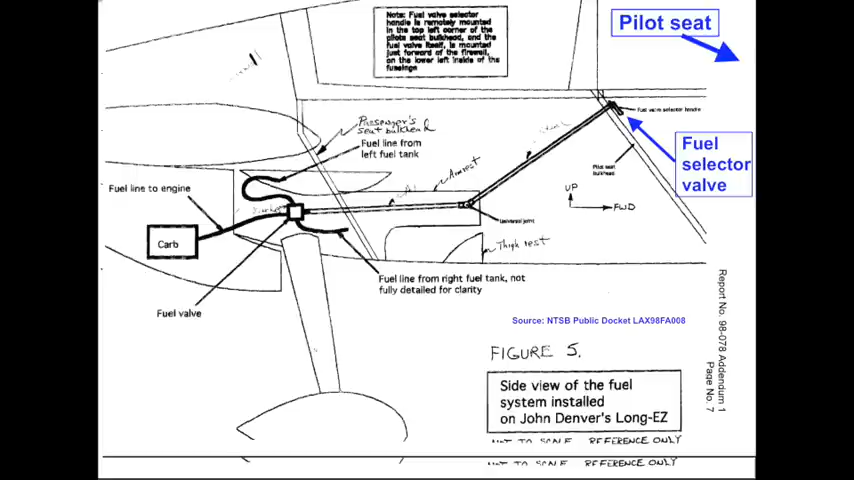 Note: Fuel valve selector
handle is remotely mounted
in the top left corner of the
pilots seat bulkhead, and the
fuel valve itself, is mounted
just forward of the firewall,
on the lower left inside of the
fuselage
Pilot seat
Fuel valve selector handle
Passenger's
seat bulkhead
Fuel line from
left fuel tank
Fuel
selector
valve
Pilot seat
bulkhead
Armrest
Fuel line to engine
UP
FWD
Universal joint
Carb
Thigh rest
Fuel line from right fuel tank, not
fully detailed for clarity
Fuel valve
Source: NTSB Public Docket LAX98FA008
Report No. 98-078 Addendum 1
Page No. 7
FIGURE 5.
Side view of the fuel
system installed
on John Denver's Long-EZ
NOT TO SCALE REFERENCE ONLY
NOT TO SCALE REFERENCE ONLY